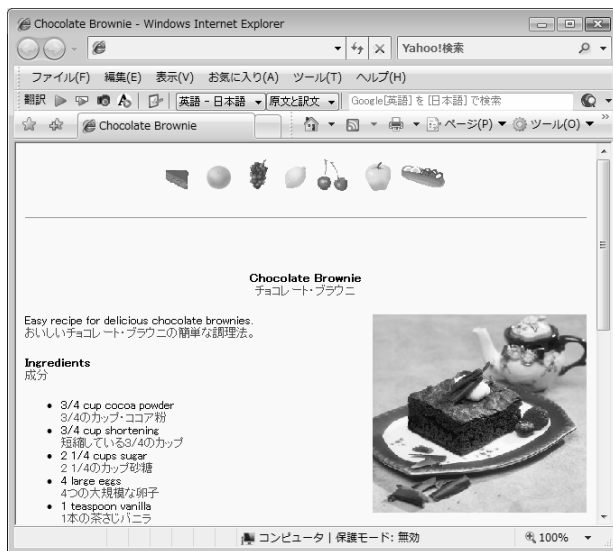 Chocolate Brownie - Windows Internet Explorer
Yahoo!検索
ファイル(F) 編集(E) 表示(V) お気に入り(A) ツール(T) ヘルプ(H)
翻訳 英語 - 日本語 原文と訳文 Google[英語] を [日本語] で検索
Chocolate Brownie ページ(P) ツール(O) »
Chocolate Brownie
チョコレート・ブラウニ
Easy recipe for delicious chocolate brownies.
おいしいチョコレート・ブラウニの簡単な調理法。
Ingredients
成分
• 3/4 cup cocoa powder
3/4のカップ・ココア粉
• 3/4 cup shortening
短縮している3/4のカップ
• 2 1/4 cups sugar
2 1/4のカップ砂糖
• 4 large eggs
4つの大規模な卵子
• 1 teaspoon vanilla
1本の茶さじバニラ
コンピュータ | 保護モード: 無効 100%